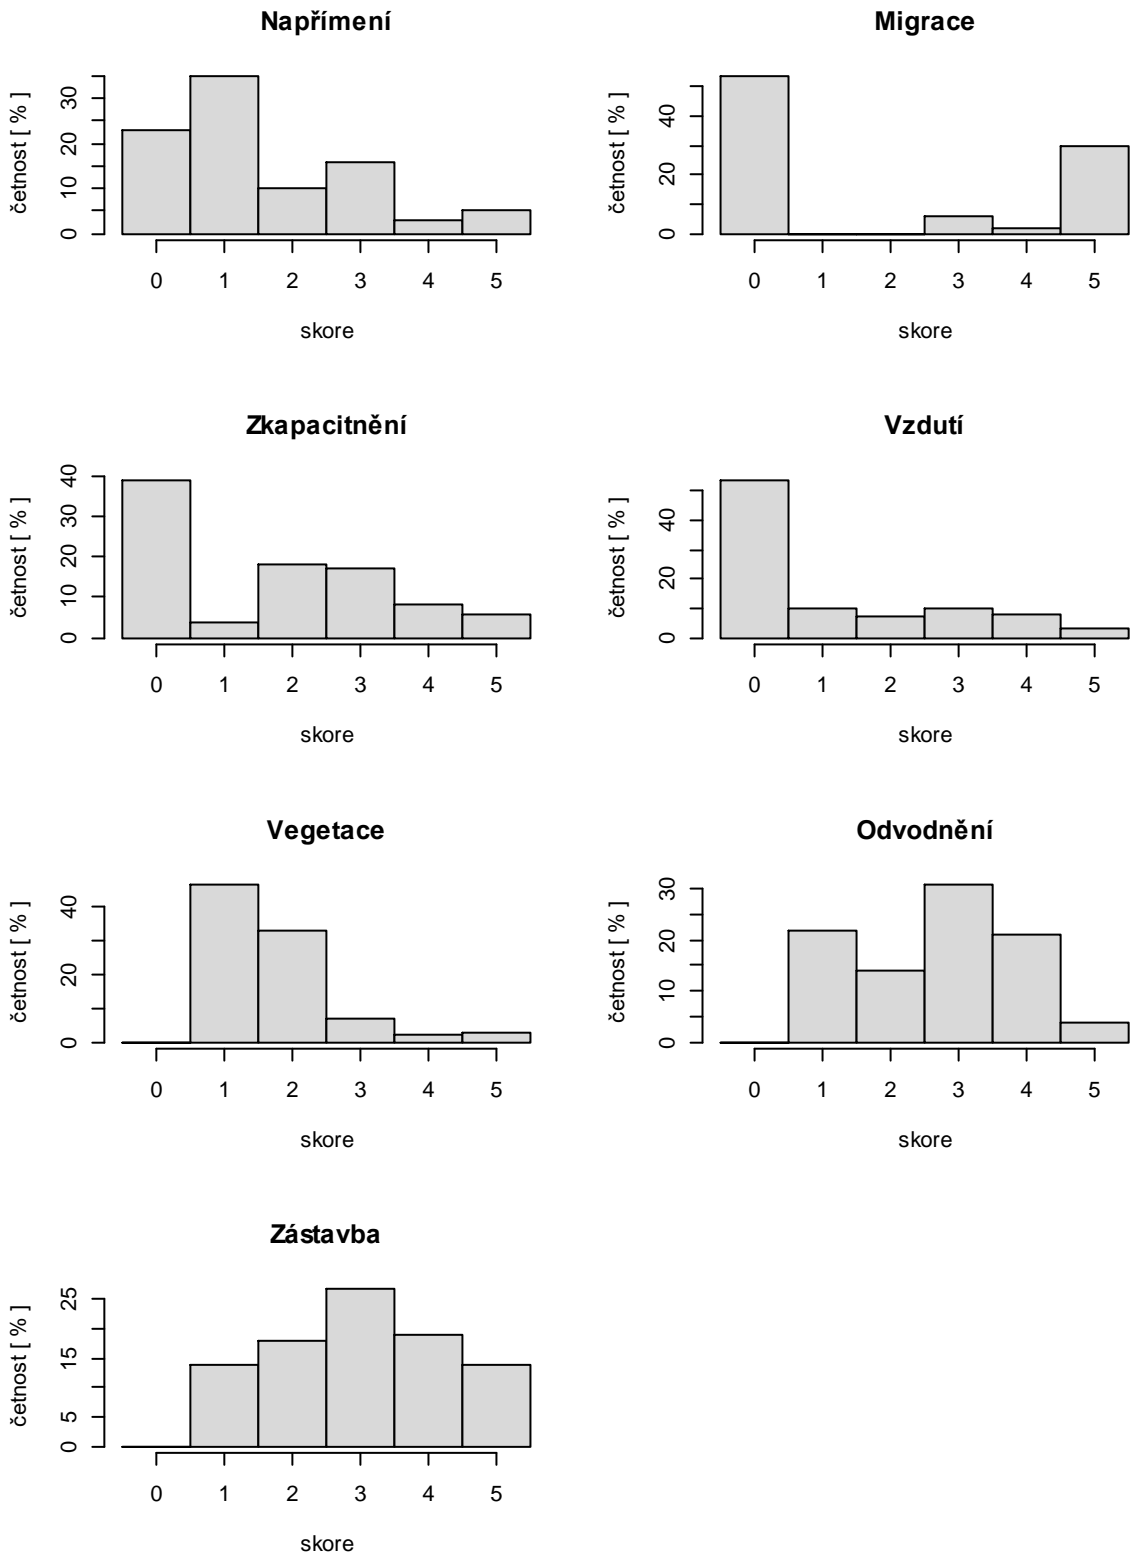 Napřímení
četnost [ % ]
0 10 20 30
0 1 2 3 4 5
skore
Migrace
četnost [ % ]
0 20 40
0 1 2 3 4 5
skore
Zkapacitnění
četnost [ % ]
0 10 20 30 40
0 1 2 3 4 5
skore
Vzdutí
četnost [ % ]
0 20 40
0 1 2 3 4 5
skore
Vegetace
četnost [ % ]
0 20 40
0 1 2 3 4 5
skore
Odvodnění
četnost [ % ]
0 10 20 30
0 1 2 3 4 5
skore
Zástavba
četnost [ % ]
0 5 15 25
0 1 2 3 4 5
skore